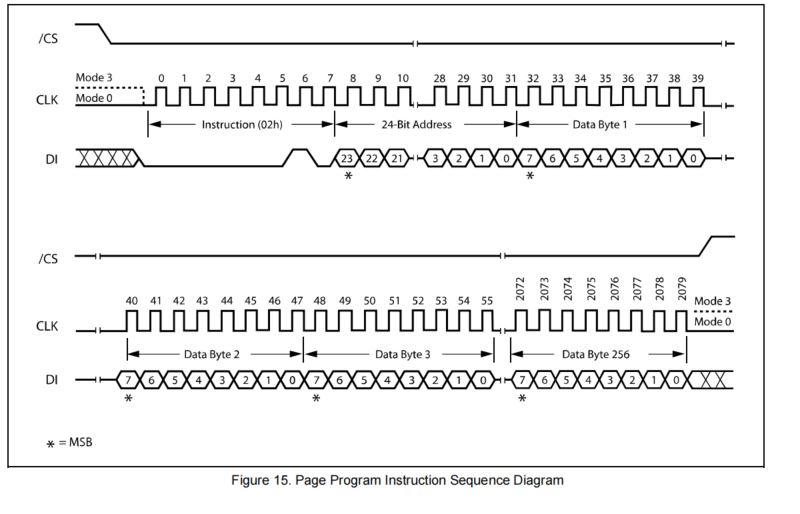 /CS
Mode 3
0 1 2 3 4 5 6 7 8 9 10 28 29 30 31 32 33 34 35 36 37 38 39
CLK Mode 0
Instruction (02h) 24-Bit Address Data Byte 1
DI 23 22 21 3 2 1 0 7 6 5 4 3 2 1 0
* *
/CS
40 41 42 43 44 45 46 47 48 49 50 51 52 53 54 55 2072 2073 2074 2075 2076 2077 2078 2079 Mode 3
CLK Mode 0
Data Byte 2 Data Byte 3 Data Byte 256
DI 7 6 5 4 3 2 1 0 7 6 5 4 3 2 1 0 7 6 5 4 3 2 1 0
* * *
* = MSB
Figure 15. Page Program Instruction Sequence Diagram